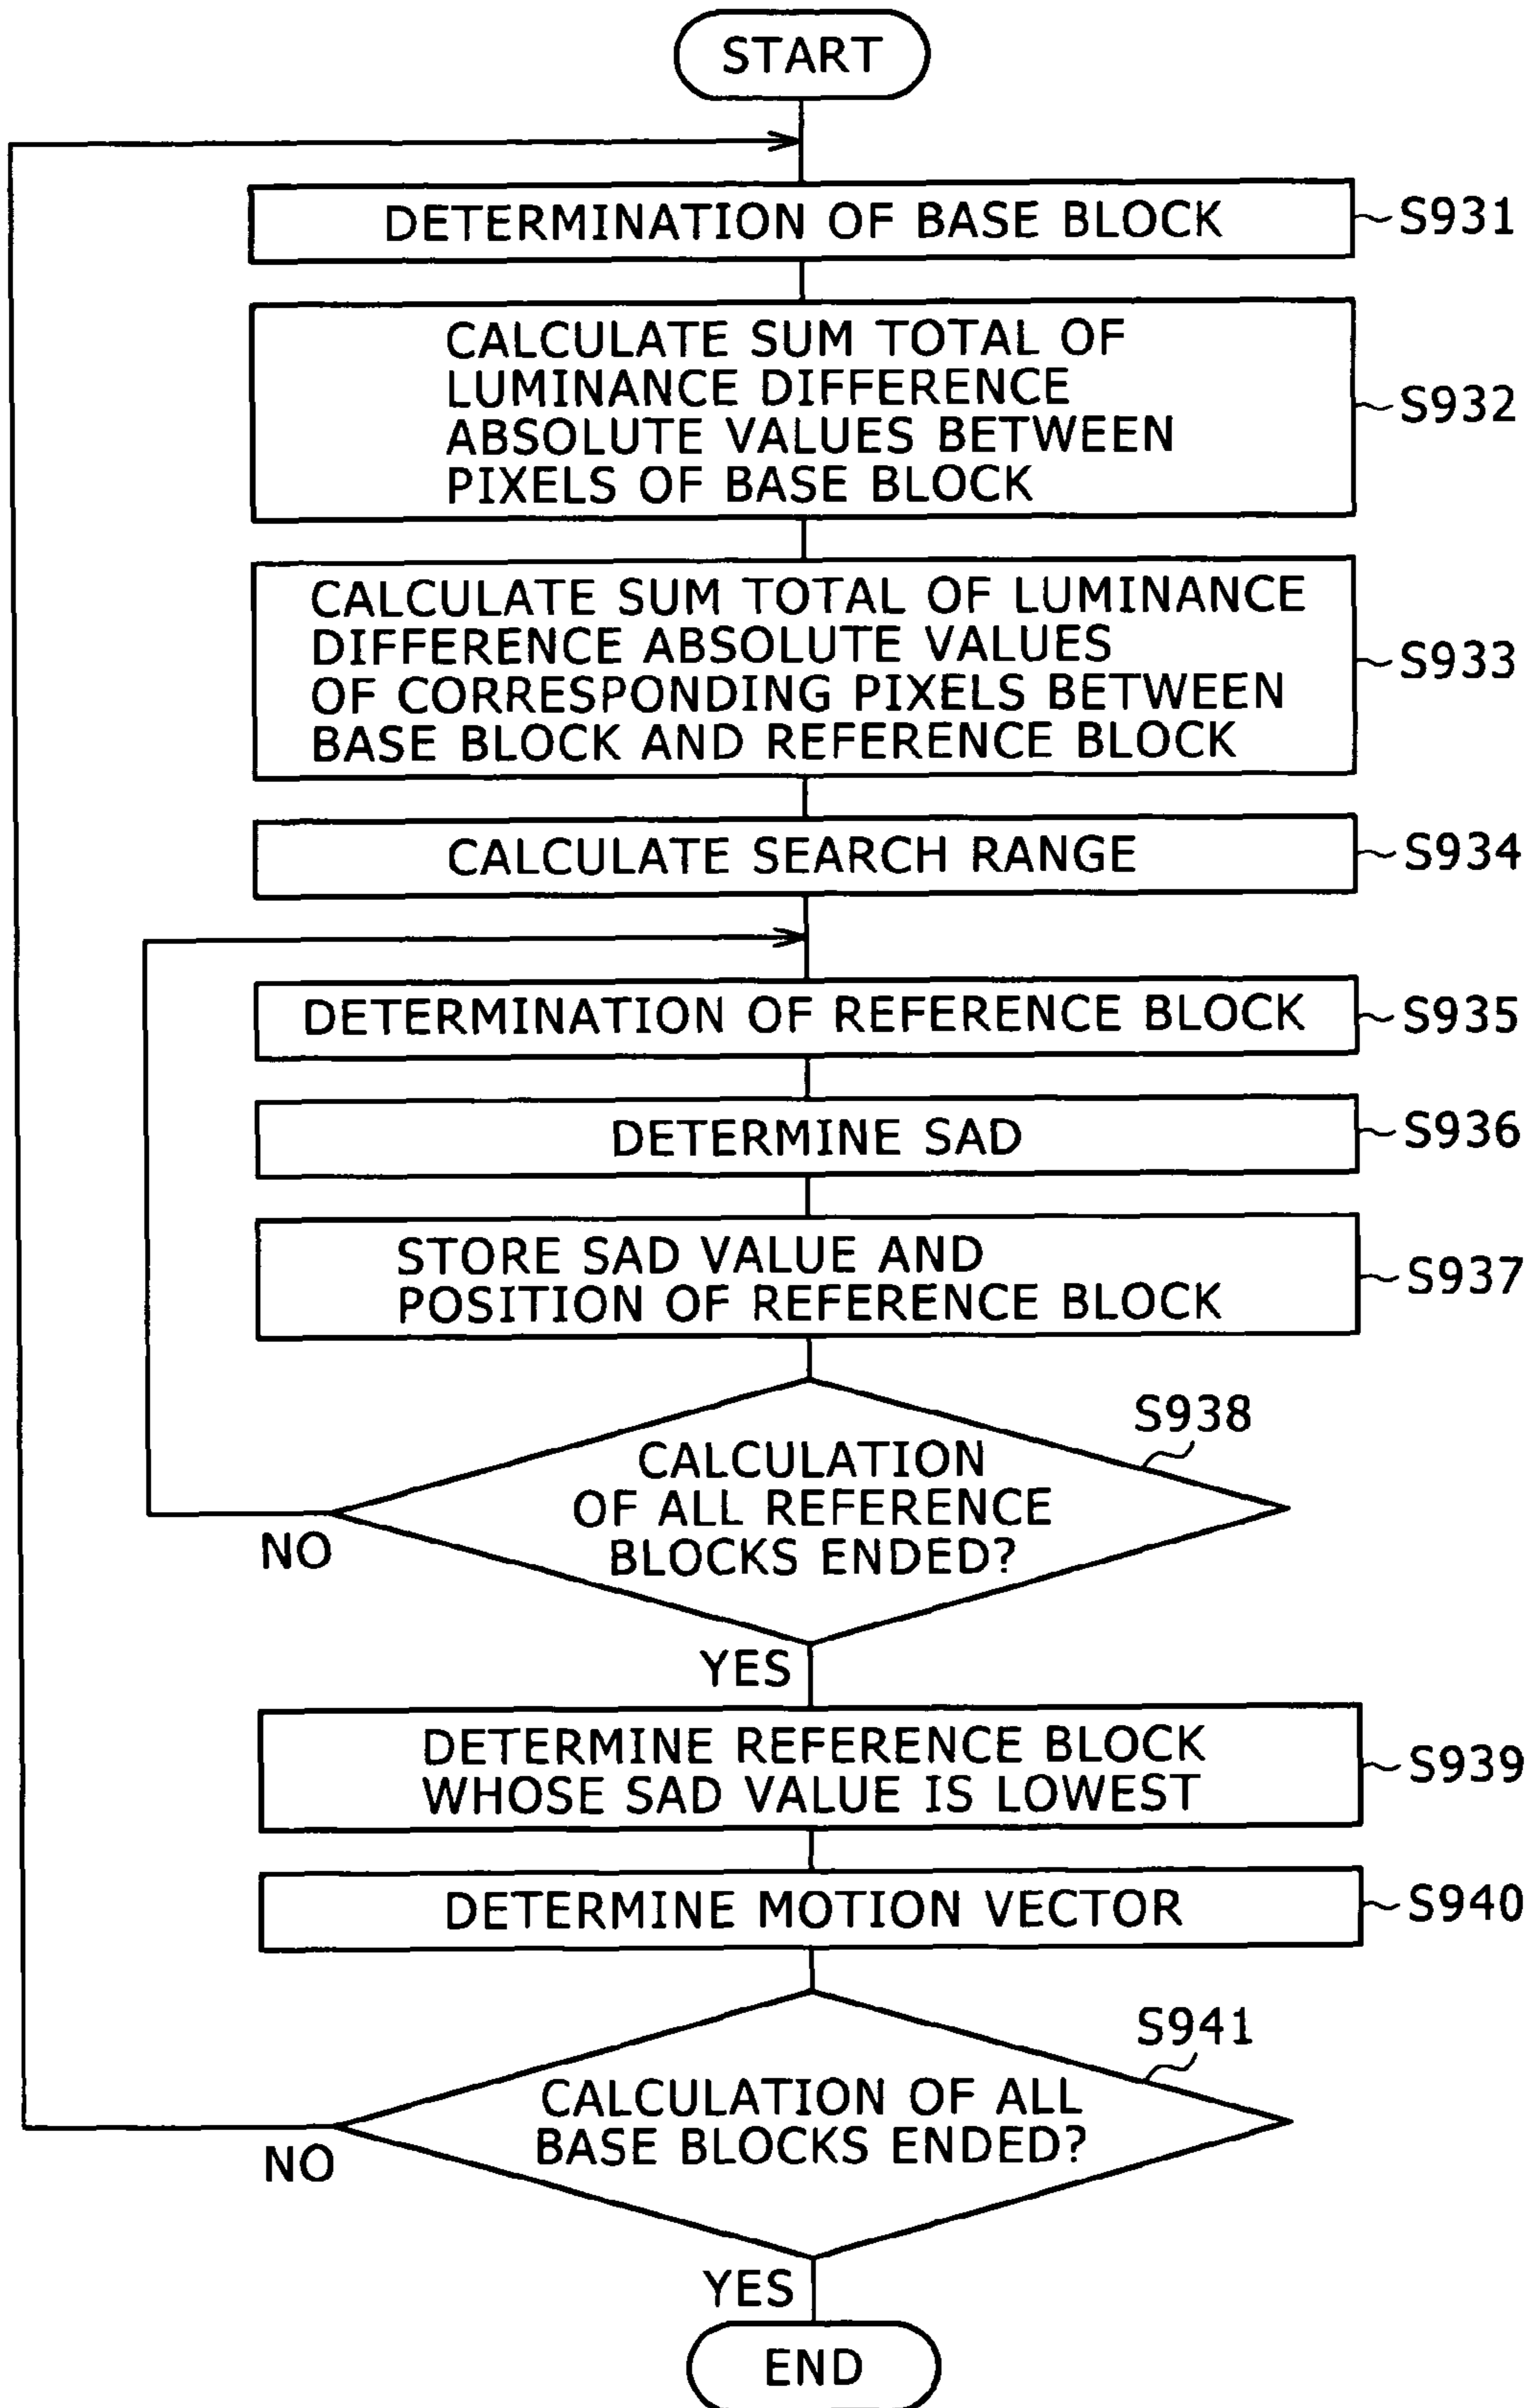 START
DETERMINATION OF BASE BLOCK
S931
CALCULATE SUM TOTAL OF
LUMINANCE DIFFERENCE
ABSOLUTE VALUES BETWEEN
PIXELS OF BASE BLOCK
S932
CALCULATE SUM TOTAL OF LUMINANCE
DIFFERENCE ABSOLUTE VALUES
OF CORRESPONDING PIXELS BETWEEN
BASE BLOCK AND REFERENCE BLOCK
S933
CALCULATE SEARCH RANGE
S934
DETERMINATION OF REFERENCE BLOCK
S935
DETERMINE SAD
S936
STORE SAD VALUE AND
POSITION OF REFERENCE BLOCK
S937
S938
CALCULATION
OF ALL REFERENCE
BLOCKS ENDED?
NO
YES
DETERMINE REFERENCE BLOCK
WHOSE SAD VALUE IS LOWEST
S939
DETERMINE MOTION VECTOR
S940
S941
CALCULATION OF ALL
BASE BLOCKS ENDED?
NO
YES
END